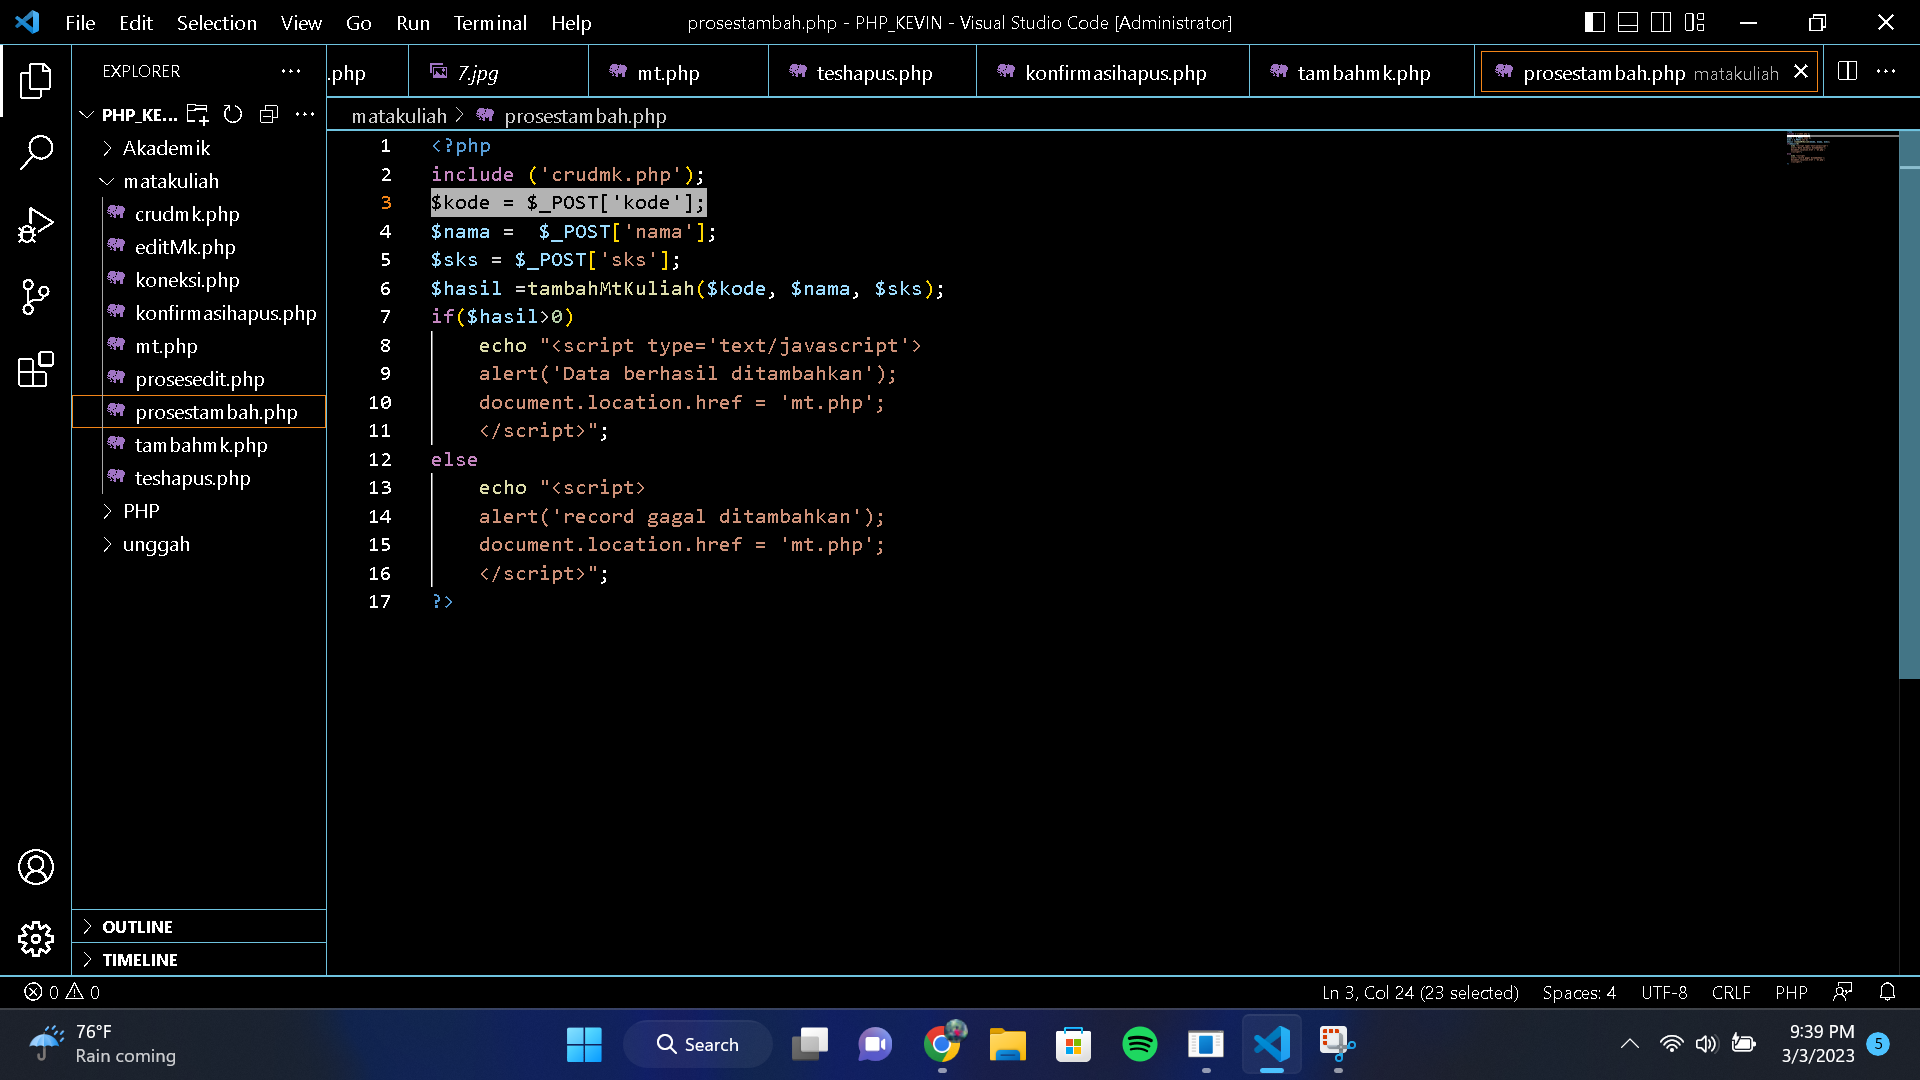 File Edit Selection View Go Run Terminal Help
prosestambah.php - PHP_KEVIN - Visual Studio Code [Administrator]
EXPLORER
.php
7.jpg
mt.php
teshapus.php
konfirmasihapus.php
tambahmk.php
prosestambah.php matakuliah
PHP_KE...
Akademik
matakuliah
crudmk.php
editMk.php
koneksi.php
konfirmasihapus.php
mt.php
prosesedit.php
prosestambah.php
tambahmk.php
teshapus.php
PHP
unggah
OUTLINE
TIMELINE
matakuliah > prosestambah.php
1 <?php
2 include ('crudmk.php');
3 $kode = $_POST['kode'];
4 $nama =  $_POST['nama'];
5 $sks = $_POST['sks'];
6 $hasil =tambahMtKuliah($kode, $nama, $sks);
7 if($hasil>0)
8     echo "<script type='text/javascript'>
9     alert('Data berhasil ditambahkan');
10     document.location.href = 'mt.php';
11     </script>";
12 else
13     echo "<script>
14     alert('record gagal ditambahkan');
15     document.location.href = 'mt.php';
16     </script>";
17 ?>
0 0
Ln 3, Col 24 (23 selected) Spaces: 4 UTF-8 CRLF PHP
76°F
Rain coming
Search
9:39 PM
3/3/2023
5